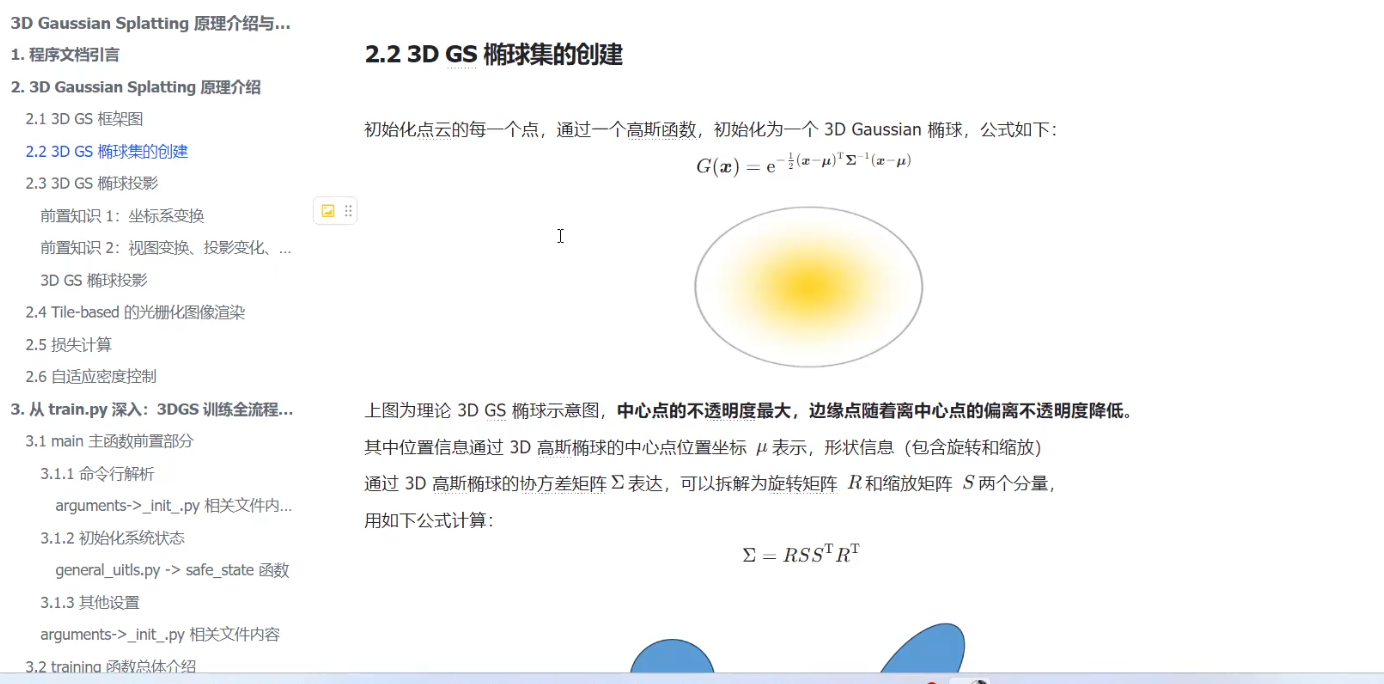 3D Gaussian Splatting 原理介绍与...
1. 程序文档引言
2. 3D Gaussian Splatting 原理介绍
2.1 3D GS 框架图
2.2 3D GS 椭球集的创建
2.3 3D GS 椭球投影
前置知识 1：坐标系变换
前置知识 2：视图变换、投影变化、...
3D GS 椭球投影
2.4 Tile-based 的光栅化图像渲染
2.5 损失计算
2.6 自适应密度控制
3. 从 train.py 深入：3DGS 训练全流程...
3.1 main 主函数前置部分
3.1.1 命令行解析
arguments->_init_.py 相关文件内...
3.1.2 初始化系统状态
general_uitls.py -> safe_state 函数
3.1.3 其他设置
arguments->_init_.py 相关文件内容
3.2 training 函数总体介绍
2.2 3D GS 椭球集的创建
初始化点云的每一个点，通过一个高斯函数，初始化为一个 3D Gaussian 椭球，公式如下：
G(x) = e^{-\frac{1}{2}(x-μ)^T Σ^{-1}(x-μ)}
上图为理论 3D GS 椭球示意图，中心点的不透明度最大，边缘点随着离中心点的偏离不透明度降低。
其中位置信息通过 3D 高斯椭球的中心点位置坐标 μ 表示，形状信息（包含旋转和缩放）
通过 3D 高斯椭球的协方差矩阵 Σ 表达，可以拆解为旋转矩阵 R 和缩放矩阵 S 两个分量，
用如下公式计算：
Σ = RSS^T R^T